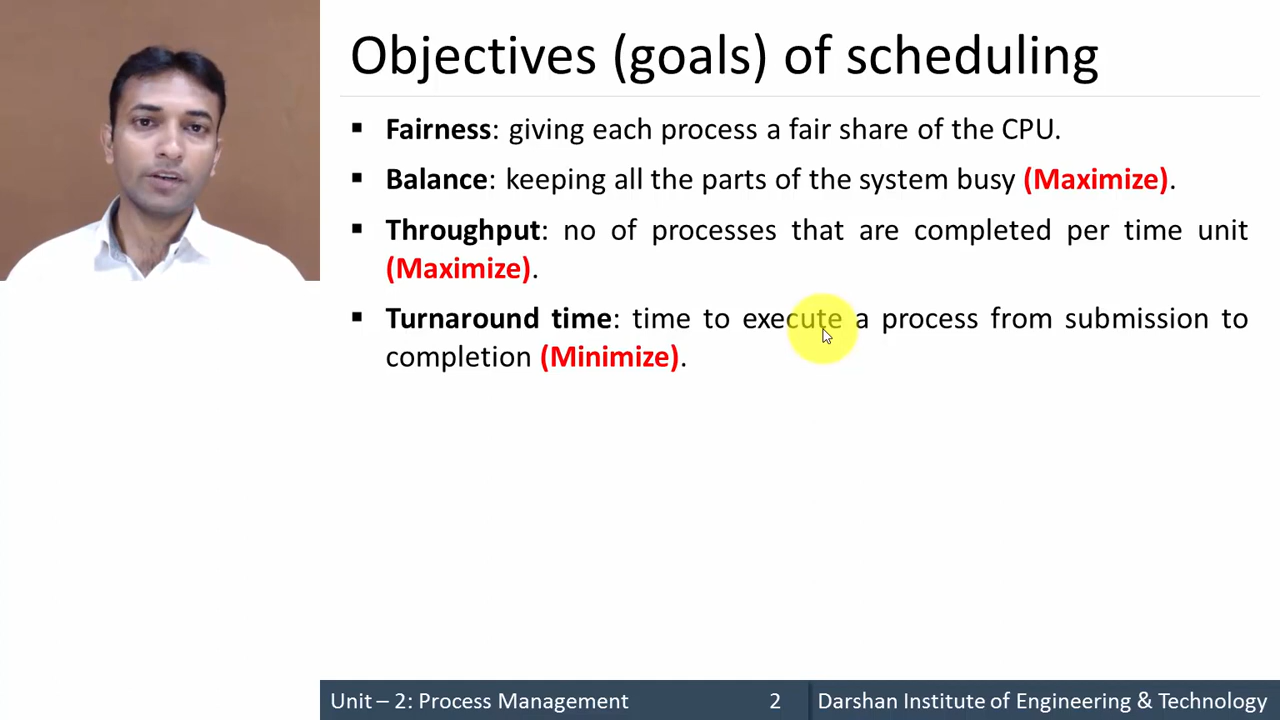 Objectives (goals) of scheduling
▪ Fairness: giving each process a fair share of the CPU.
▪ Balance: keeping all the parts of the system busy (Maximize).
▪ Throughput: no of processes that are completed per time unit
(Maximize).
▪ Turnaround time: time to execute a process from submission to
completion (Minimize).
Unit – 2: Process Management 2 Darshan Institute of Engineering & Technology